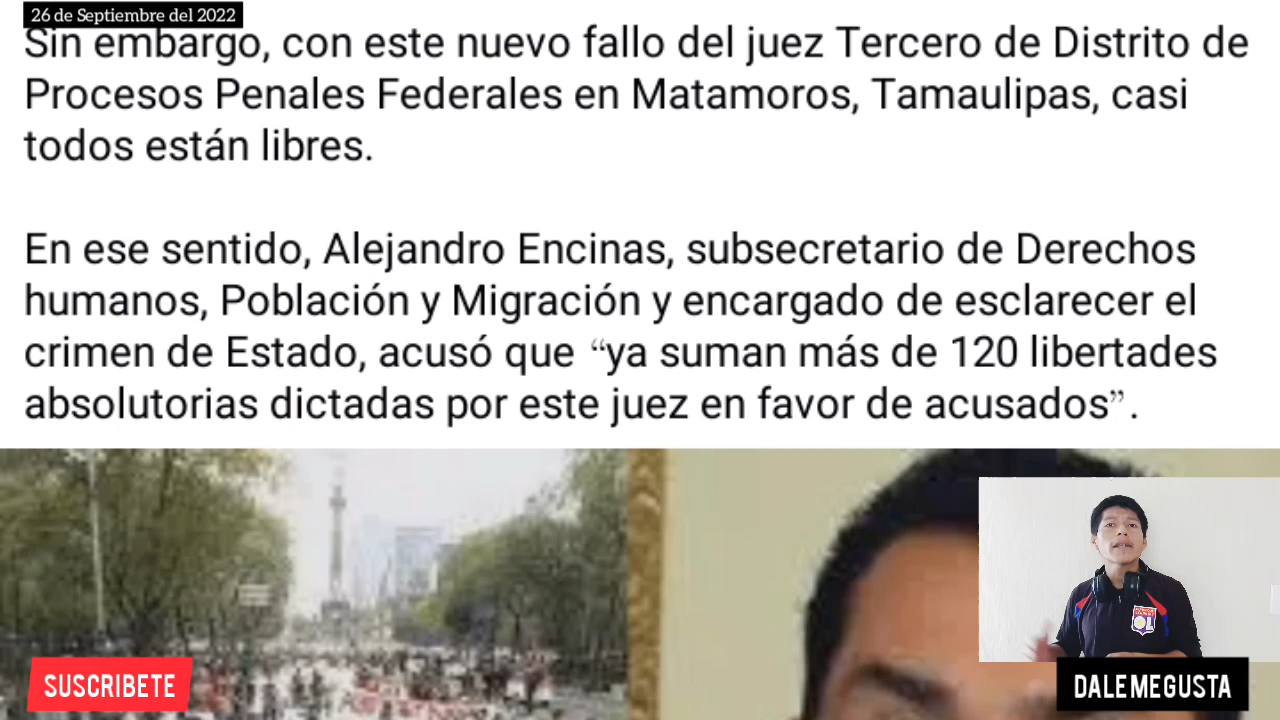 26 de Septiembre del 2022
Sin embargo, con este nuevo fallo del juez Tercero de Distrito de
Procesos Penales Federales en Matamoros, Tamaulipas, casi
todos están libres.
En ese sentido, Alejandro Encinas, subsecretario de Derechos
humanos, Población y Migración y encargado de esclarecer el
crimen de Estado, acusó que “ya suman más de 120 libertades
absolutorias dictadas por este juez en favor de acusados”.
OL
SUSCRIBETE
DALE ME GUSTA